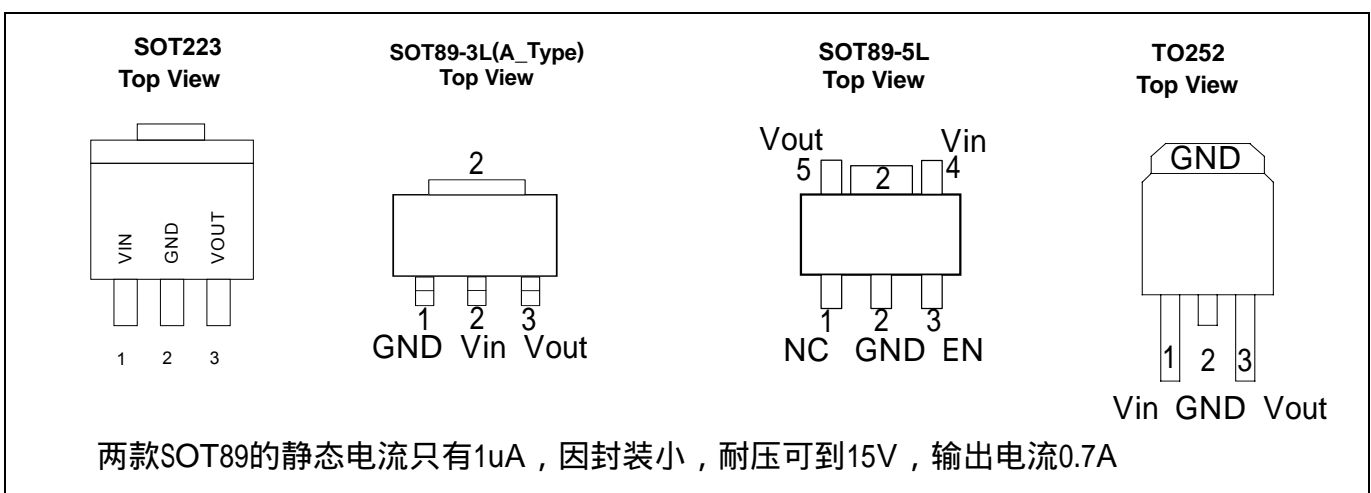 SOT223
Top View
VIN
GND
VOUT
1 2 3
SOT89-3L(A_Type)
Top View
2
1 2 3
GND Vin Vout
SOT89-5L
Top View
Vout Vin
5 2 4
1 2 3
NC GND EN
TO252
Top View
GND
1 2 3
Vin GND Vout
两款SOT89的静态电流只有1uA，因封装小，耐压可到15V，输出电流0.7A